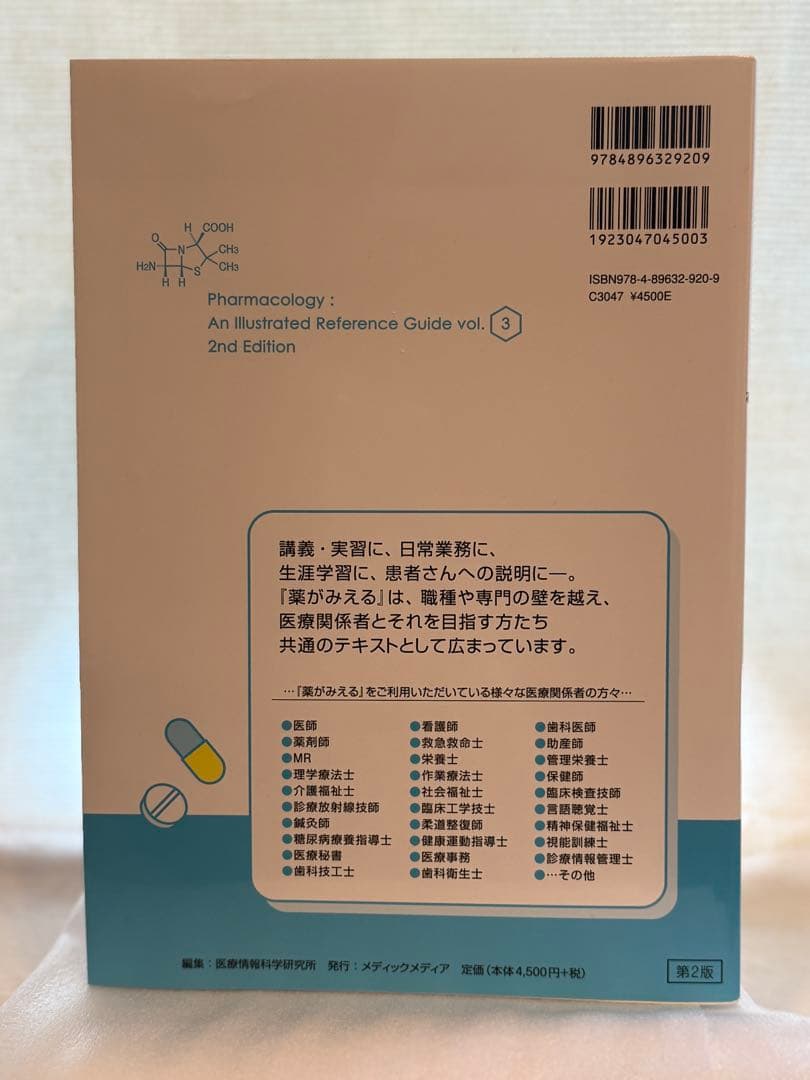 9784896329209
1923047045003
ISBN978-4-89632-920-9
C3047 ¥4500E
H COOH
O N CH3
H2N S CH3
H H
Pharmacology :
An Illustrated Reference Guide vol. 3
2nd Edition
講義・実習に、日常業務に、
生涯学習に、患者さんへの説明に―。
『薬がみえる』は、職種や専門の壁を越え、
医療関係者とそれを目指す方たち
共通のテキストとして広まっています。
…『薬がみえる』をご利用いただいている様々な医療関係者の方々…
●医師 ●看護師 ●歯科医師
●薬剤師 ●救急救命士 ●助産師
●MR ●栄養士 ●管理栄養士
●理学療法士 ●作業療法士 ●保健師
●介護福祉士 ●社会福祉士 ●臨床検査技師
●診療放射線技師 ●臨床工学技士 ●言語聴覚士
●鍼灸師 ●柔道整復師 ●精神保健福祉士
●糖尿病療養指導士 ●健康運動指導士 ●視能訓練士
●医療秘書 ●医療事務 ●診療情報管理士
●歯科技工士 ●歯科衛生士 ●…その他
編集：医療情報科学研究所 発行：メディックメディア 定価（本体4,500円+税）
第2版